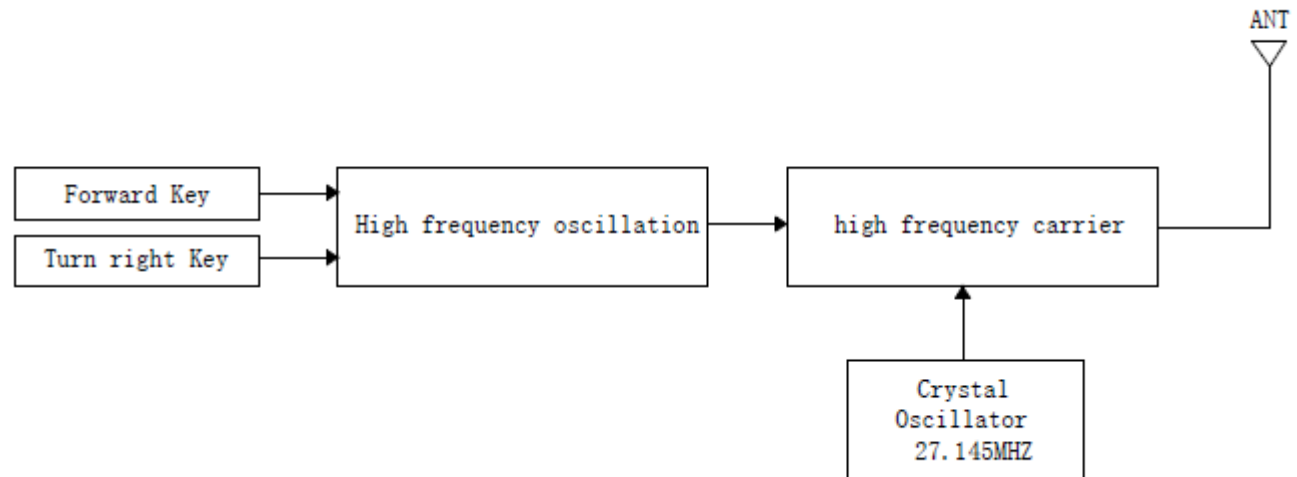 ANT
Forward Key
High frequency oscillation
high frequency carrier
Turn right Key
Crystal
Oscillator
27.145MHZ